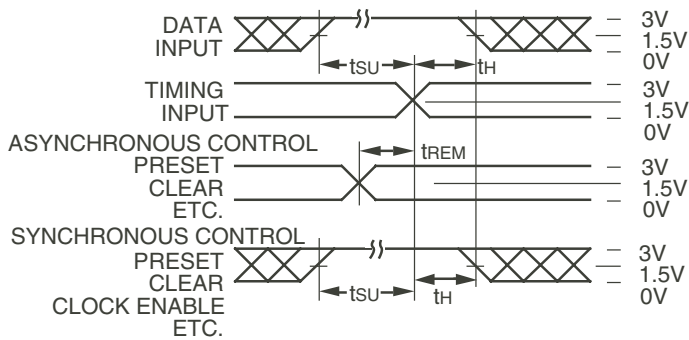 DATA
INPUT
tSU
tH
3V
1.5V
0V
TIMING
INPUT
3V
1.5V
0V
ASYNCHRONOUS CONTROL
PRESET
CLEAR
ETC.
tREM
3V
1.5V
0V
SYNCHRONOUS CONTROL
PRESET
CLEAR
CLOCK ENABLE
ETC.
tSU
tH
3V
1.5V
0V